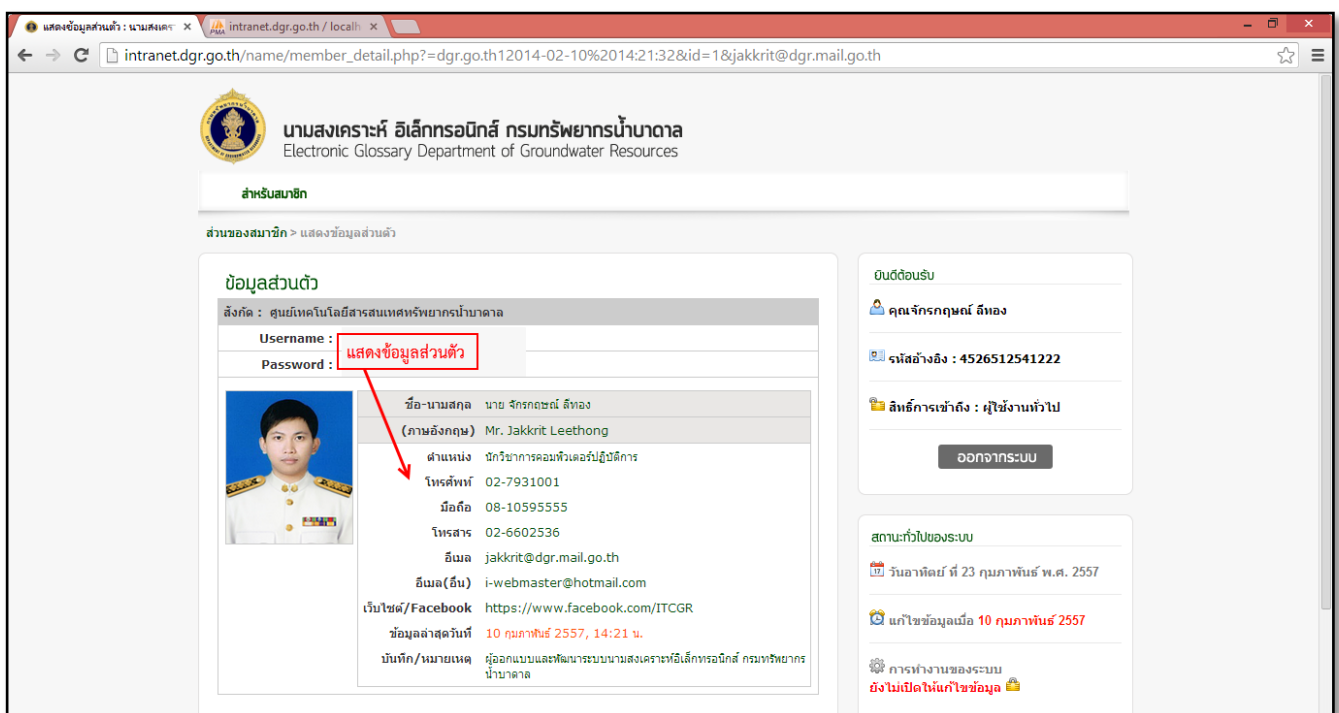 แสดงข้อมูลส่วนตัว : นามสงเคร
intranet.dgr.go.th / localh
intranet.dgr.go.th/name/member_detail.php?=dgr.go.th12014-02-10%2014:21:32&id=1&jakkrit@dgr.mail.go.th
นามสงเคราะห์ อิเล็กทรอนิกส์ กรมทรัพยากรน้ำบาดาล
Electronic Glossary Department of Groundwater Resources
สำหรับสมาชิก
ส่วนของสมาชิก > แสดงข้อมูลส่วนตัว
ข้อมูลส่วนตัว
สังกัด : ศูนย์เทคโนโลยีสารสนเทศทรัพยากรน้ำบาดาล
Username :
Password :
แสดงข้อมูลส่วนตัว
ชื่อ-นามสกุล นาย จักรกฤษณ์ ลีทอง
(ภาษอังกฤษ) Mr. Jakkrit Leethong
ตำแหน่ง นักวิชาการคอมพิวเตอร์ปฏิบัติการ
โทรศัพท์ 02-7931001
มือถือ 08-10595555
โทรสาร 02-6602536
อีเมล jakkrit@dgr.mail.go.th
อีเมล(อื่น) i-webmaster@hotmail.com
เว็บไซต์/Facebook https://www.facebook.com/ITCGR
ข้อมูลล่าสุดวันที่ 10 กุมภาพันธ์ 2557, 14:21 น.
บันทึก/หมายเหตุ ผู้ออกแบบและพัฒนาระบบนามสงเคราะห์อิเล็กทรอนิกส์ กรมทรัพยากร
น้ำบาดาล
ยินดีต้อนรับ
คุณจักรกฤษณ์ ลีทอง
รหัสอ้างอิง : 4526512541222
สิทธิ์การเข้าถึง : ผู้ใช้งานทั่วไป
ออกจากระบบ
สถานะทั่วไปของระบบ
วันอาทิตย์ ที่ 23 กุมภาพันธ์ พ.ศ. 2557
แก้ไขข้อมูลเมื่อ 10 กุมภาพันธ์ 2557
การทำงานของระบบ
ยังไม่เปิดให้แก้ไขข้อมูล